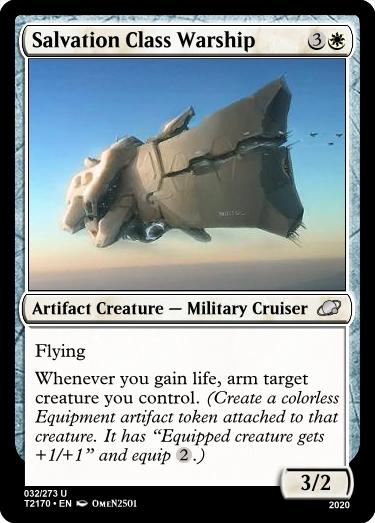 Salvation Class Warship 3
Artifact Creature — Military Cruiser
Flying
Whenever you gain life, arm target
creature you control. (Create a colorless
Equipment artifact token attached to that
creature. It has “Equipped creature gets
+1/+1” and equip 2.)
3/2
032/273 U
T2170 • EN OMEN2501
2020